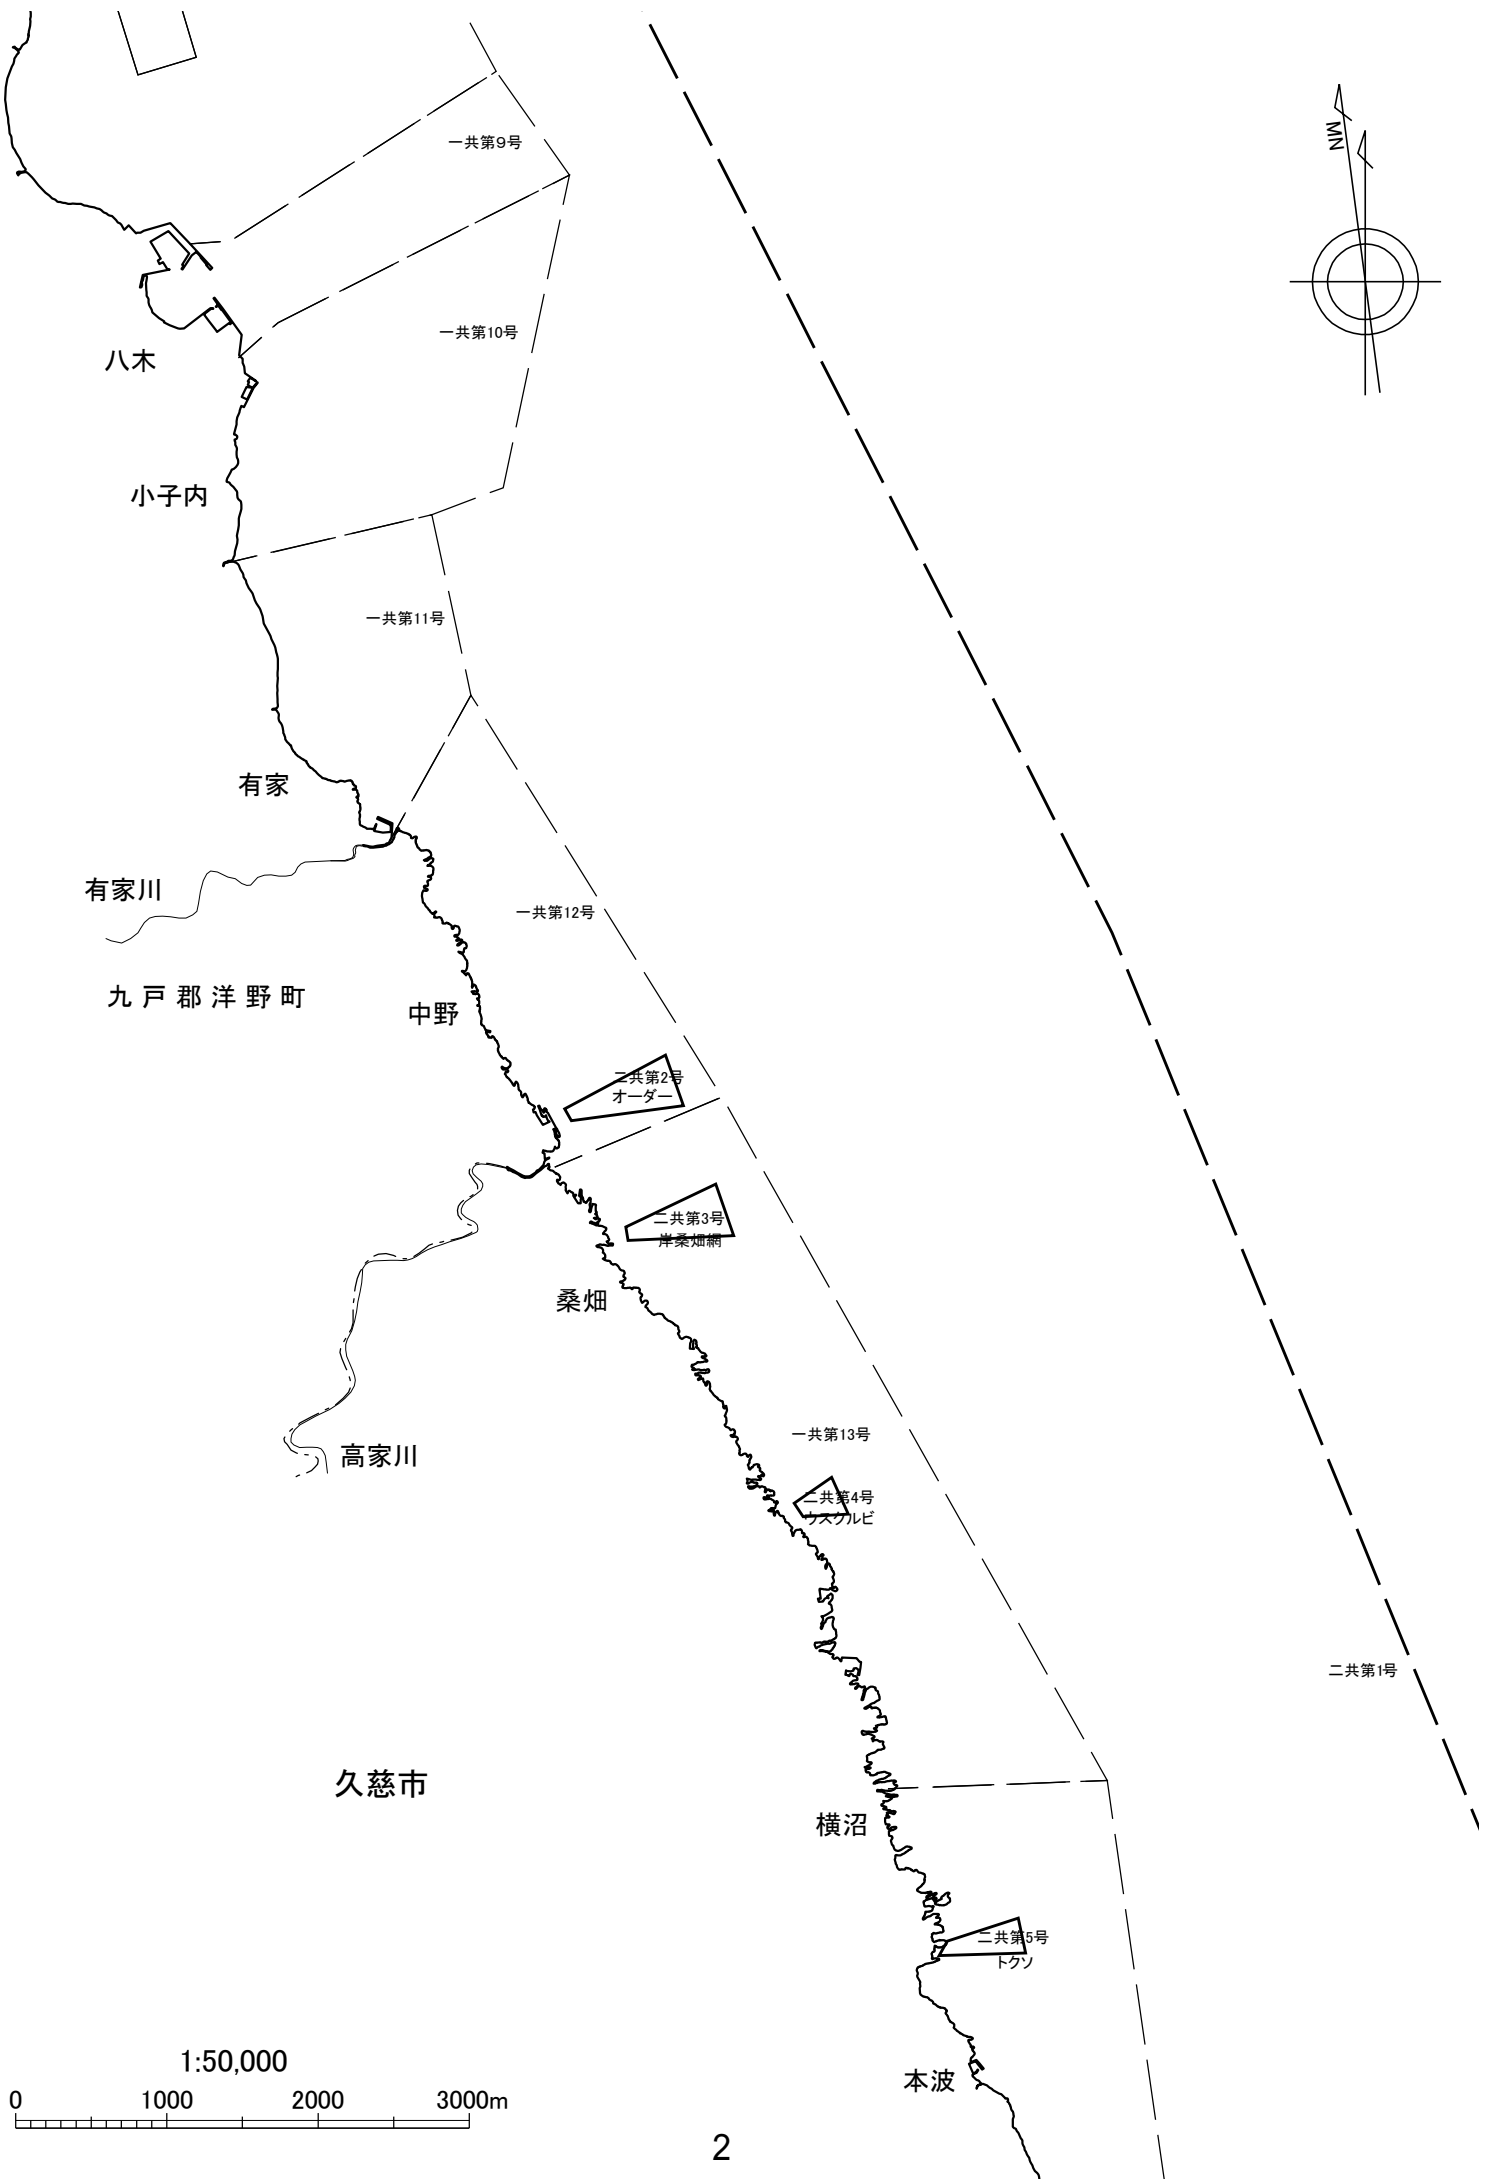 一共第9号
MN
一共第10号
八木
小子内
一共第11号
有家
有家川
一共第12号
九戸郡洋野町
中野
二共第2号
オーダー
二共第3号
岸桑畑網
桑畑
一共第13号
高家川
二共第4号
ウスクルビ
二共第1号
久慈市
横沼
二共第5号
トクソ
1:50,000
本波
0 1000 2000 3000m
2